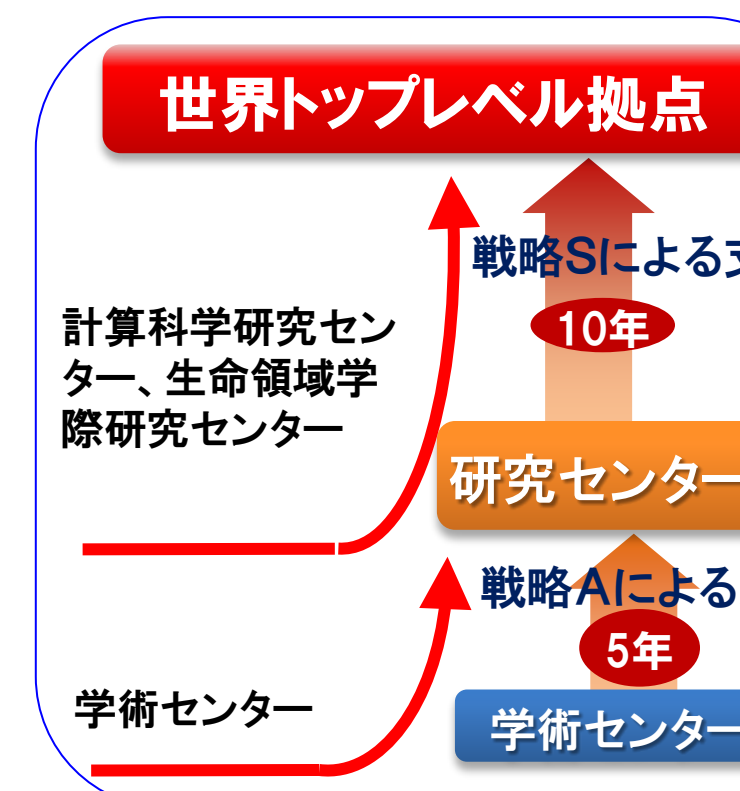 世界トップレベル拠点
戦略Sによる
10年
計算科学研究セン
ター、生命領域学
際研究センター
研究センター
戦略Aによる
5年
学術センター
学術センター